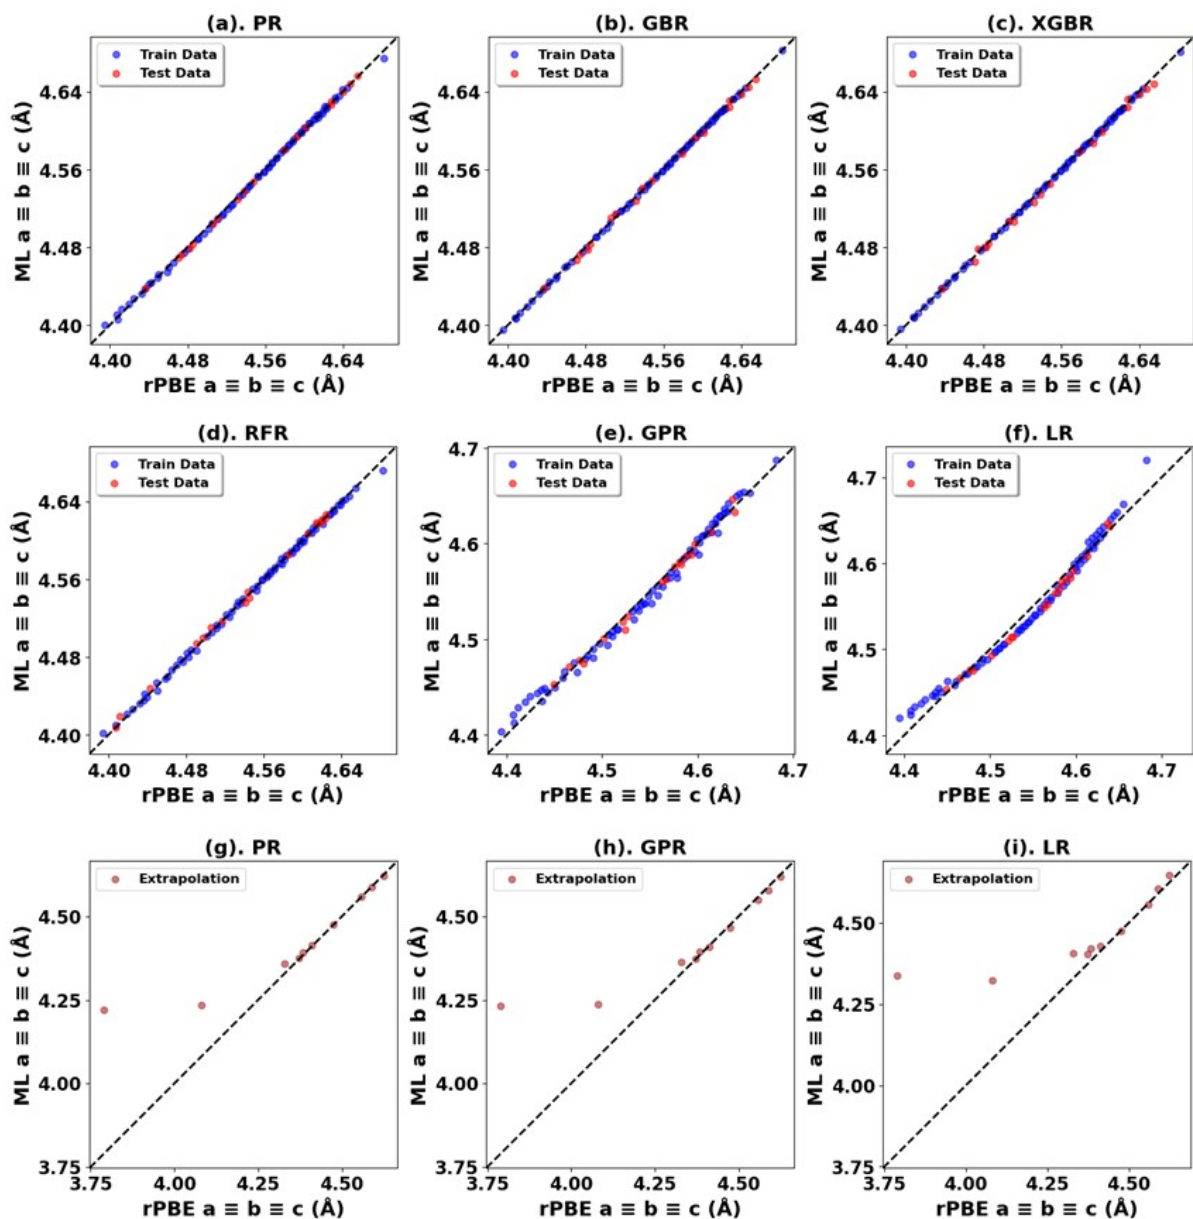 (a). PR
Train Data
Test Data
ML a ≡ b ≡ c (Å)
4.64
4.56
4.48
4.40
4.40 4.48 4.56 4.64
rPBE a ≡ b ≡ c (Å)
(b). GBR
Train Data
Test Data
ML a ≡ b ≡ c (Å)
4.64
4.56
4.48
4.40
4.40 4.48 4.56 4.64
rPBE a ≡ b ≡ c (Å)
(c). XGBR
Train Data
Test Data
ML a ≡ b ≡ c (Å)
4.64
4.56
4.48
4.40
4.40 4.48 4.56 4.64
rPBE a ≡ b ≡ c (Å)
(d). RFR
Train Data
Test Data
ML a ≡ b ≡ c (Å)
4.64
4.56
4.48
4.40
4.40 4.48 4.56 4.64
rPBE a ≡ b ≡ c (Å)
(e). GPR
Train Data
Test Data
ML a ≡ b ≡ c (Å)
4.7
4.6
4.5
4.4
4.4 4.5 4.6 4.7
rPBE a ≡ b ≡ c (Å)
(f). LR
Train Data
Test Data
ML a ≡ b ≡ c (Å)
4.7
4.6
4.5
4.4
4.4 4.5 4.6 4.7
rPBE a ≡ b ≡ c (Å)
(g). PR
Extrapolation
ML a ≡ b ≡ c (Å)
4.50
4.25
4.00
3.75
3.75 4.00 4.25 4.50
rPBE a ≡ b ≡ c (Å)
(h). GPR
Extrapolation
ML a ≡ b ≡ c (Å)
4.50
4.25
4.00
3.75
3.75 4.00 4.25 4.50
rPBE a ≡ b ≡ c (Å)
(i). LR
Extrapolation
ML a ≡ b ≡ c (Å)
4.50
4.25
4.00
3.75
3.75 4.00 4.25 4.50
rPBE a ≡ b ≡ c (Å)